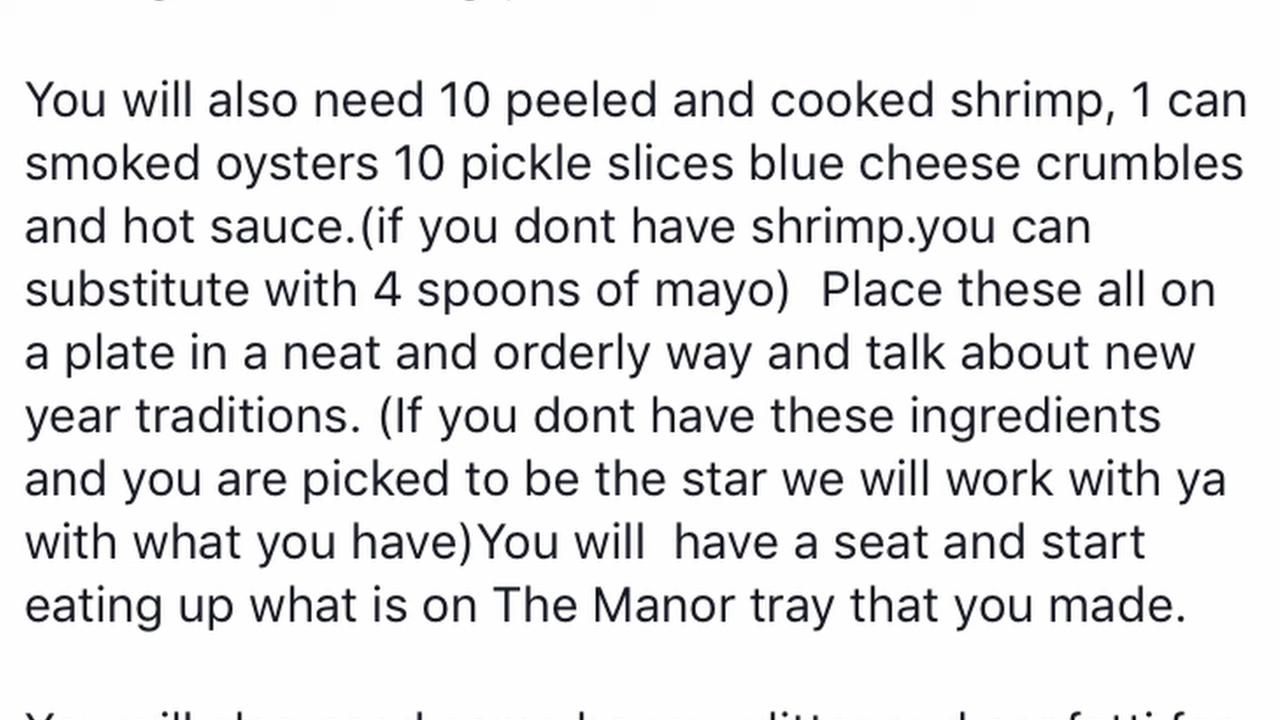 You will also need 10 peeled and cooked shrimp, 1 can
smoked oysters 10 pickle slices blue cheese crumbles
and hot sauce.(if you dont have shrimp.you can
substitute with 4 spoons of mayo)  Place these all on
a plate in a neat and orderly way and talk about new
year traditions. (If you dont have these ingredients
and you are picked to be the star we will work with ya
with what you have)You will  have a seat and start
eating up what is on The Manor tray that you made.